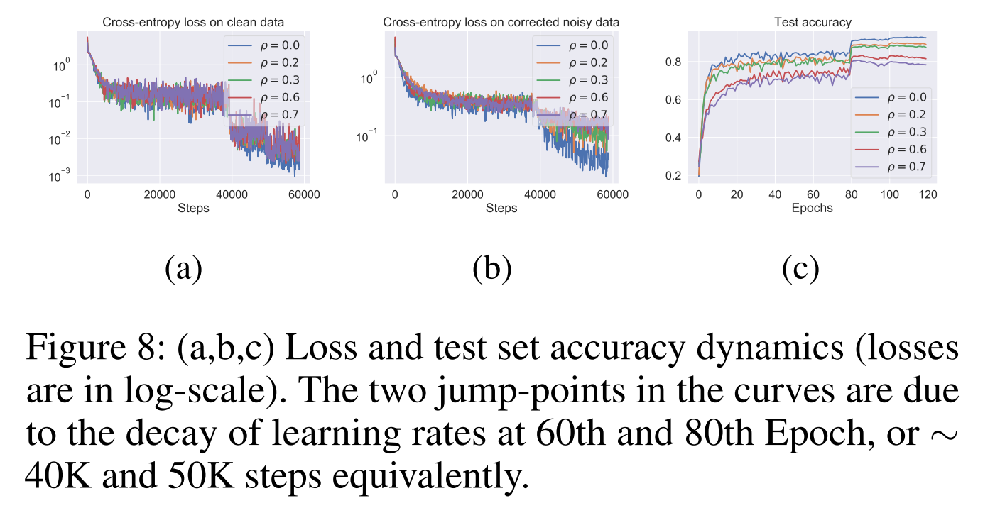 Cross-entropy loss on clean data
10^0
10^−1
10^−2
10^−3
ρ = 0.0
ρ = 0.2
ρ = 0.3
ρ = 0.6
ρ = 0.7
0 20000 40000 60000
Steps
(a)
Cross-entropy loss on corrected noisy data
10^0
10^−1
ρ = 0.0
ρ = 0.2
ρ = 0.3
ρ = 0.6
ρ = 0.7
0 20000 40000 60000
Steps
(b)
Test accuracy
0.8
0.6
0.4
0.2
ρ = 0.0
ρ = 0.2
ρ = 0.3
ρ = 0.6
ρ = 0.7
0 20 40 60 80 100 120
Epochs
(c)
Figure 8: (a,b,c) Loss and test set accuracy dynamics (losses
are in log-scale). The two jump-points in the curves are due
to the decay of learning rates at 60th and 80th Epoch, or ∼
40K and 50K steps equivalently.